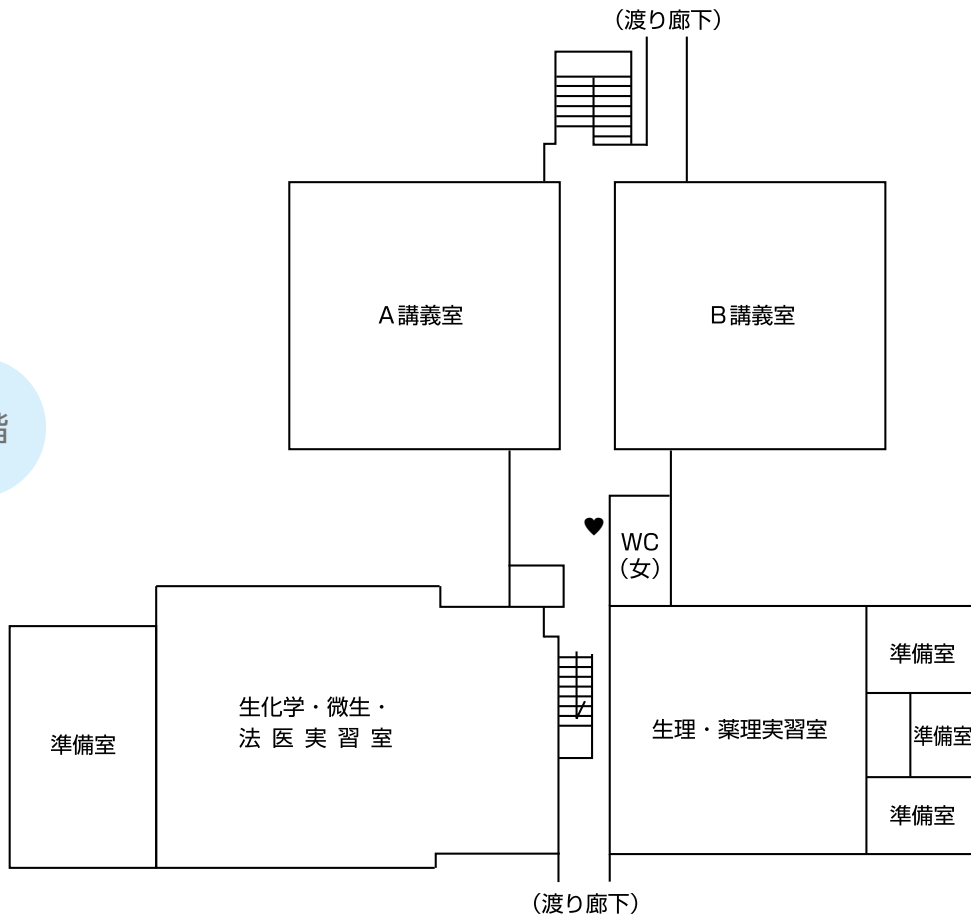 （渡り廊下）
A講義室
B講義室
階
WC
（女）
準備室
生化学・微生・
法医実習室
準備室
生理・薬理実習室
準備室
準備室
（渡り廊下）